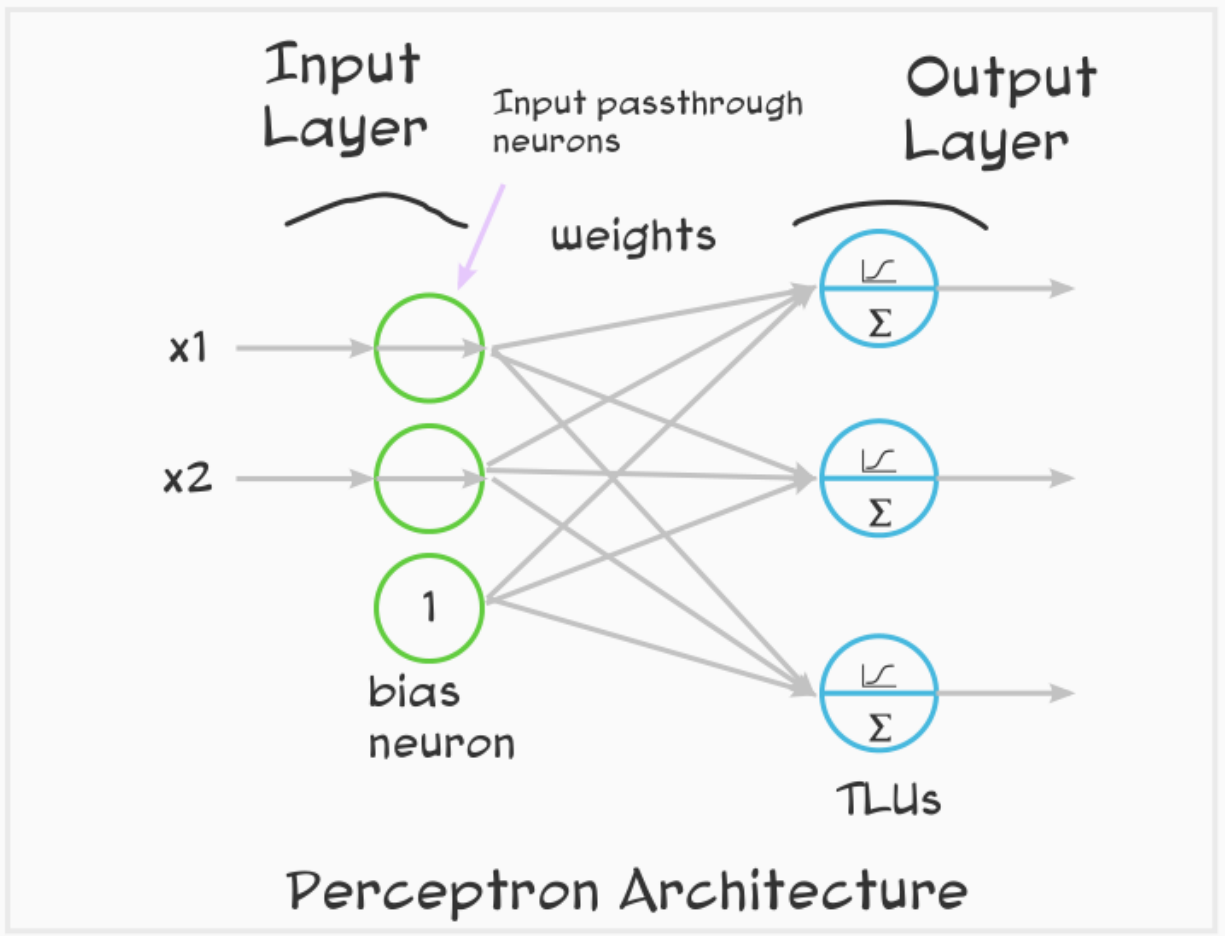 Input
Layer
Input passthrough
neurons
Output
Layer
weights
x1
x2
1
bias
neuron
Σ
Σ
Σ
TLUs
Perceptron Architecture